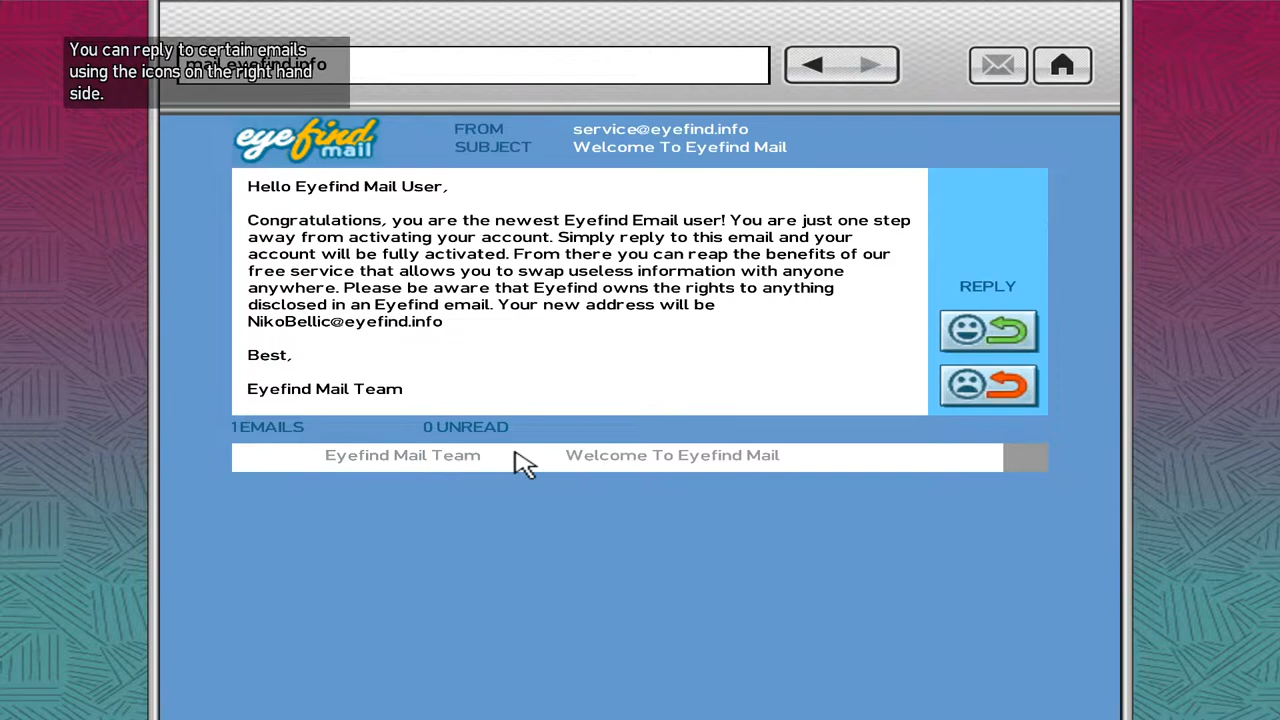 You can reply to certain emails
using the icons on the right hand
side.
mail.eyefind.info
eyefind
mail
FROM service@eyefind.info
SUBJECT Welcome To Eyefind Mail
Hello Eyefind Mail User,
Congratulations, you are the newest Eyefind Email user! You are just one step
away from activating your account. Simply reply to this email and your
account will be fully activated. From there you can reap the benefits of our
free service that allows you to swap useless information with anyone
anywhere. Please be aware that Eyefind owns the rights to anything
disclosed in an Eyefind email. Your new address will be
NikoBellic@eyefind.info
Best,
Eyefind Mail Team
REPLY
1 EMAILS 0 UNREAD
Eyefind Mail Team Welcome To Eyefind Mail